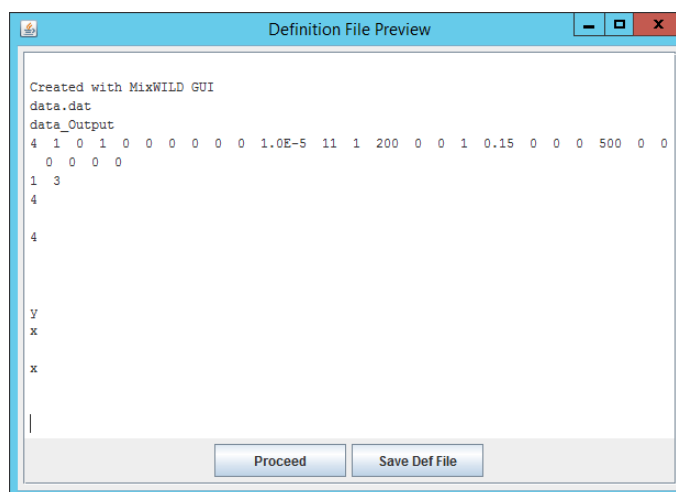 Definition File Preview
Created with MixWILD GUI
data.dat
data_Output
4 1 0 1 0 0 0 0 0 0 1.0E-5 11 1 200 0 0 1 0.15 0 0 0 500 0 0
0 0 0 0
1 3
4
4
y
x
x
Proceed Save Def File